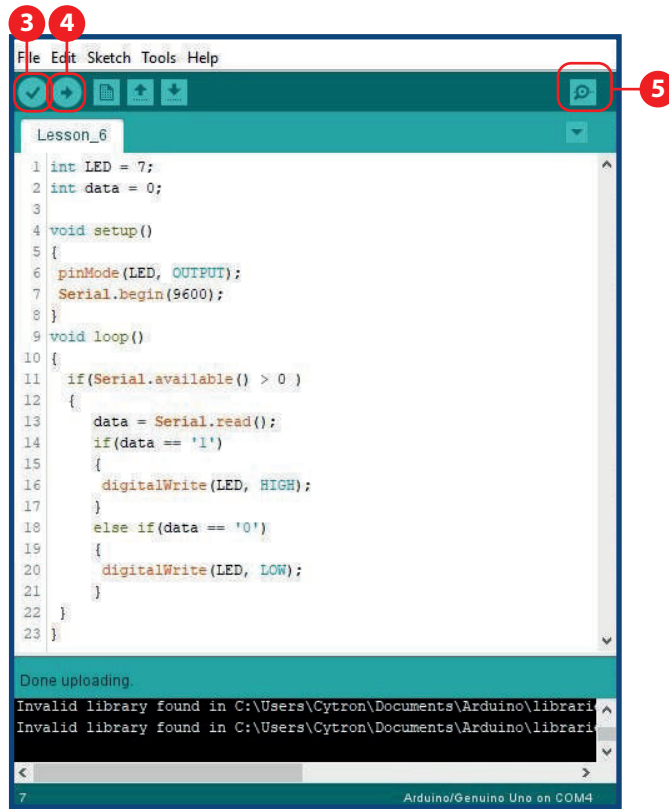 3 4
File Edit Sketch Tools Help
5
Lesson_6
1 int LED = 7;
2 int data = 0;
3
4 void setup()
5 {
6 pinMode(LED, OUTPUT);
7 Serial.begin(9600);
8 }
9 void loop()
10 {
11 if(Serial.available() > 0 )
12 {
13 data = Serial.read();
14 if(data == '1')
15 {
16 digitalWrite(LED, HIGH);
17 }
18 else if(data == '0')
19 {
20 digitalWrite(LED, LOW);
21 }
22 }
23 }
Done uploading.
Invalid library found in C:\Users\Cytron\Documents\Arduino\librarie
Invalid library found in C:\Users\Cytron\Documents\Arduino\librarie
7 Arduino/Genuino Uno on COM4